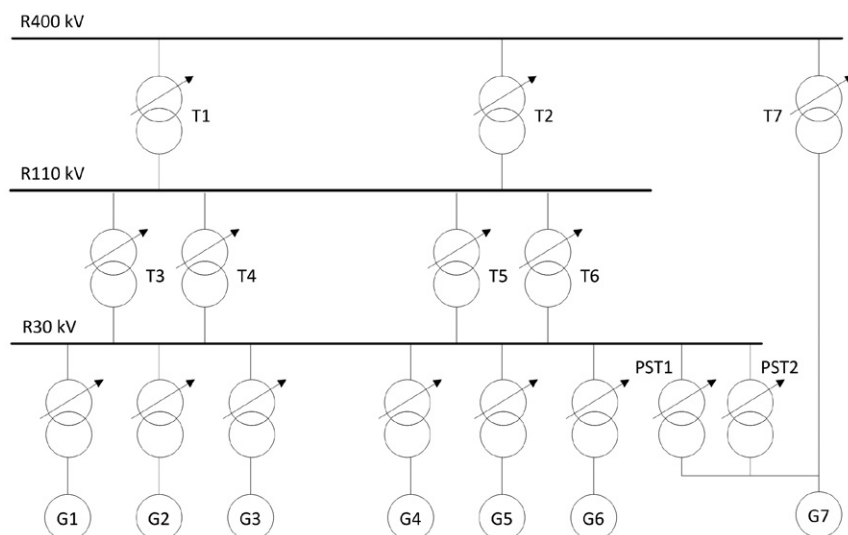 R400 kV
T1
T2
T7
R110 kV
T3
T4
T5
T6
R30 kV
PST1
PST2
G1
G2
G3
G4
G5
G6
G7